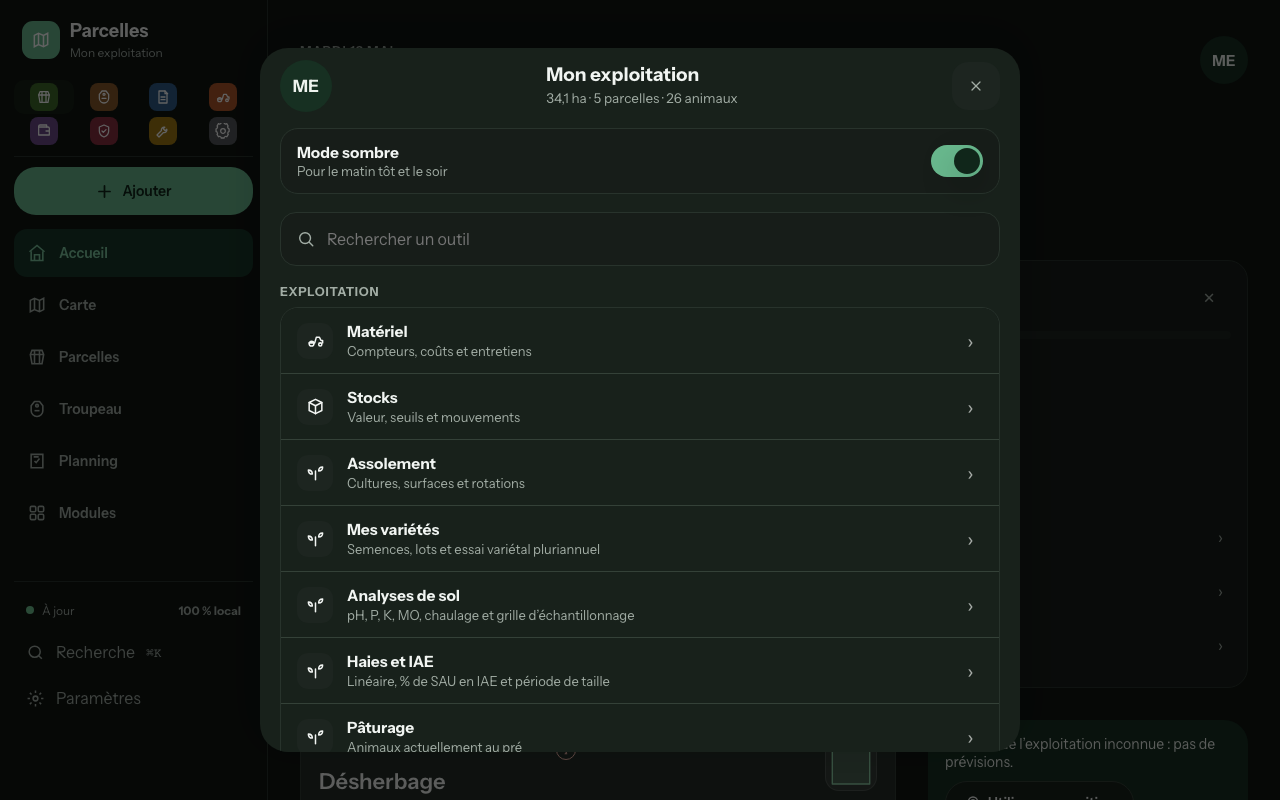 Parcelles
Mon exploitation
Ajouter
Accueil
Carte
Parcelles
Troupeau
Planning
Modules
À jour
100 % local
Recherche ⌘K
Paramètres
ME
Mon exploitation
34,1 ha · 5 parcelles · 26 animaux
×
Mode sombre
Pour le matin tôt et le soir
Rechercher un outil
EXPLOITATION
Matériel
Compteurs, coûts et entretiens
Stocks
Valeur, seuils et mouvements
Assolement
Cultures, surfaces et rotations
Mes variétés
Semences, lots et essai variétal pluriannuel
Analyses de sol
pH, P, K, MO, chaulage et grille d'échantillonnage
Haies et IAE
Linéaire, % de SAU en IAE et période de taille
Pâturage
Animaux actuellement au pré
ME
×
Désherbage
l'exploitation inconnue : pas de
prévisions.